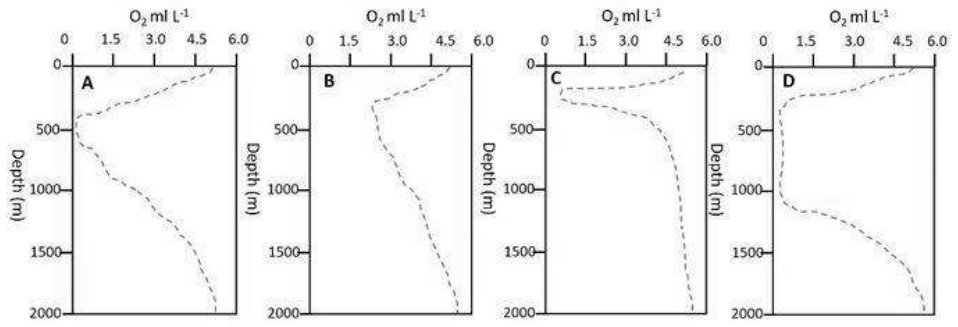 O₂ ml L⁻¹ O₂ ml L⁻¹ O₂ ml L⁻¹ O₂ ml L⁻¹
0 1.5 3.0 4.5 6.0 0 1.5 3.0 4.5 6.0 0 1.5 3.0 4.5 6.0 0 1.5 3.0 4.5 6.0
0 0 0 0
A B C D
500 500 500 500
Depth (m) Depth (m) Depth (m) Depth (m)
1000 1000 1000 1000
1500 1500 1500 1500
2000 2000 2000 2000